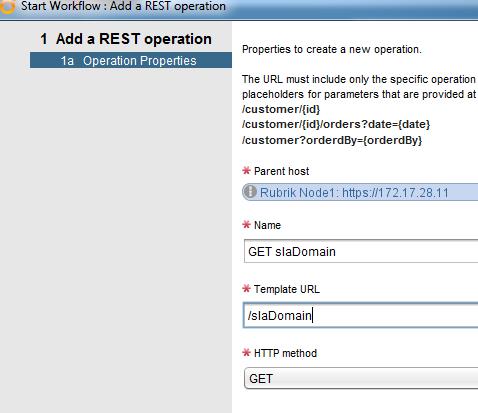 Start Workflow : Add a REST operation
1 Add a REST operation
1a Operation Properties
Properties to create a new operation.
The URL must include only the specific operation
placeholders for parameters that are provided at
/customer/{id}
/customer/{id}/orders?date={date}
/customer?orderdBy={orderdBy}
* Parent host
Rubrik Node1: https://172.17.28.11
* Name
GET slaDomain
* Template URL
/slaDomain
* HTTP method
GET